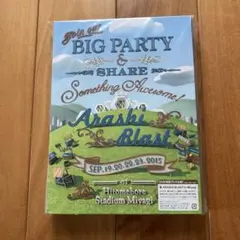 BIG PARTY
&
SHARE
Something Awesome!
Arashi
Blast
SEP. 19. 20. 22. 23. 2015
Hitomebore
Stadium Miyagi